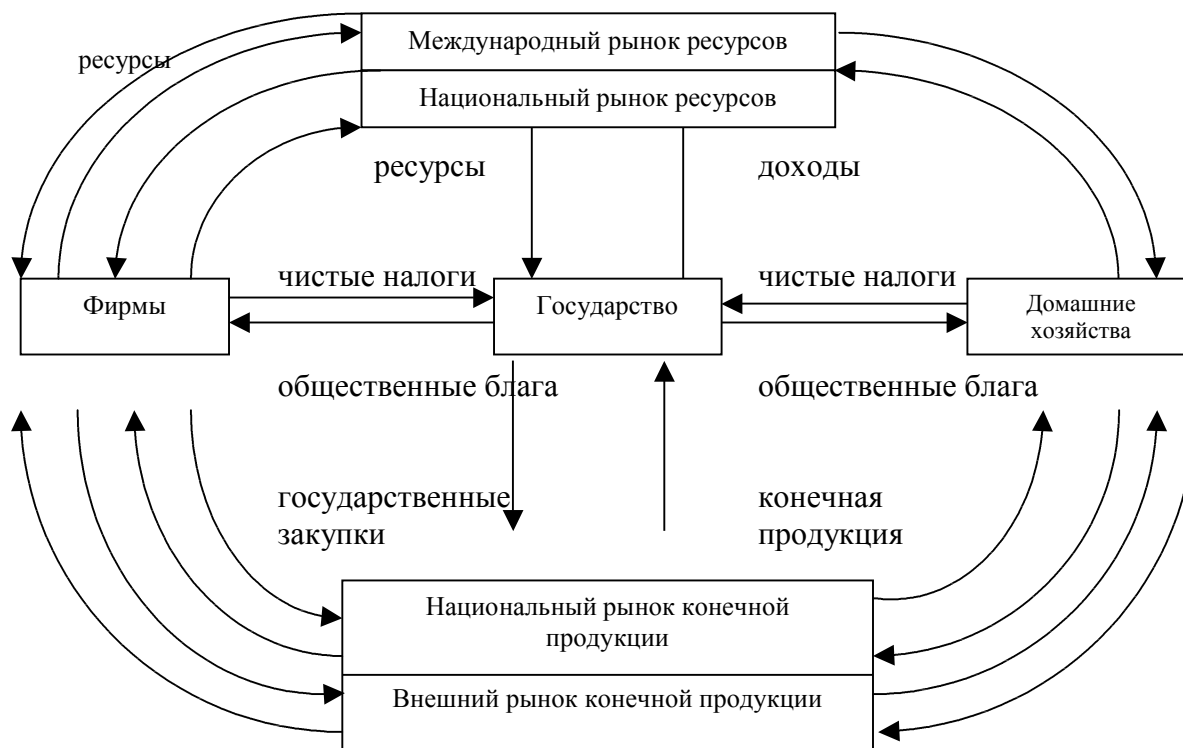 Международный рынок ресурсов
ресурсы
Национальный рынок ресурсов
ресурсы
доходы
чистые налоги
чистые налоги
Фирмы
Государство
Домашние
хозяйства
общественные блага
общественные блага
государственные
закупки
конечная
продукция
Национальный рынок конечной
продукции
Внешний рынок конечной продукции